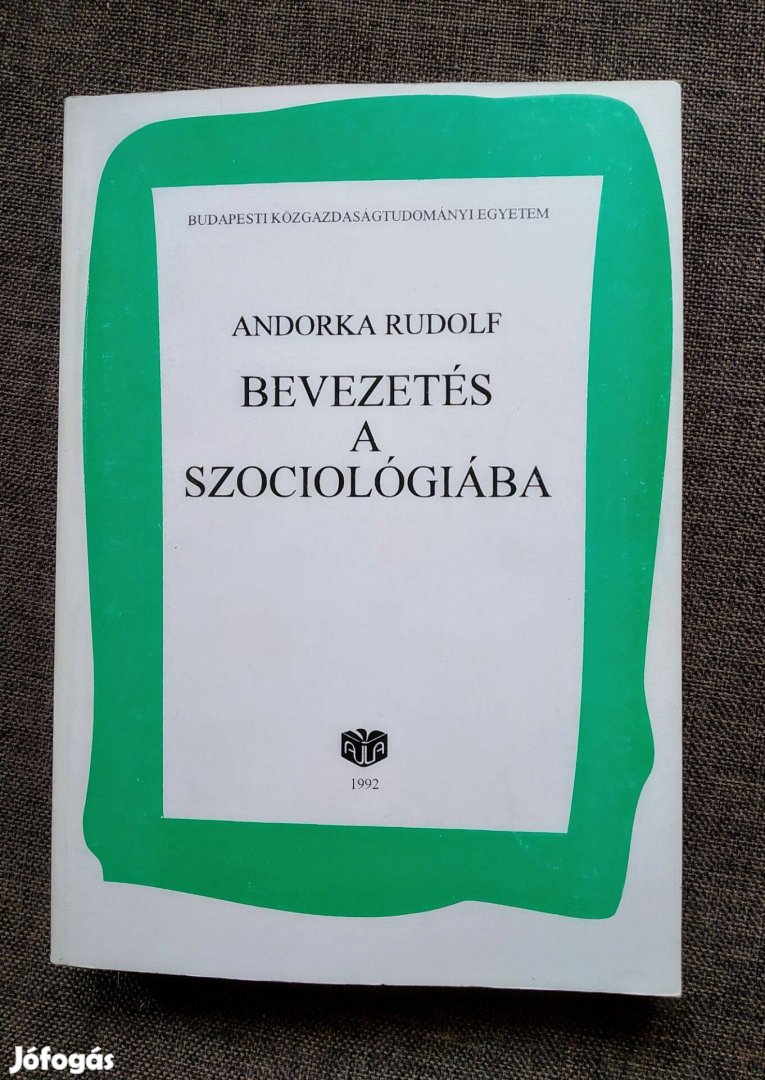 BUDAPESTI KÖZGAZDASÁGTUDOMÁNYI EGYETEM
ANDORKA RUDOLF
BEVEZETÉS
A
SZOCIOLÓGIÁBA
AULA
1992
Jófogás